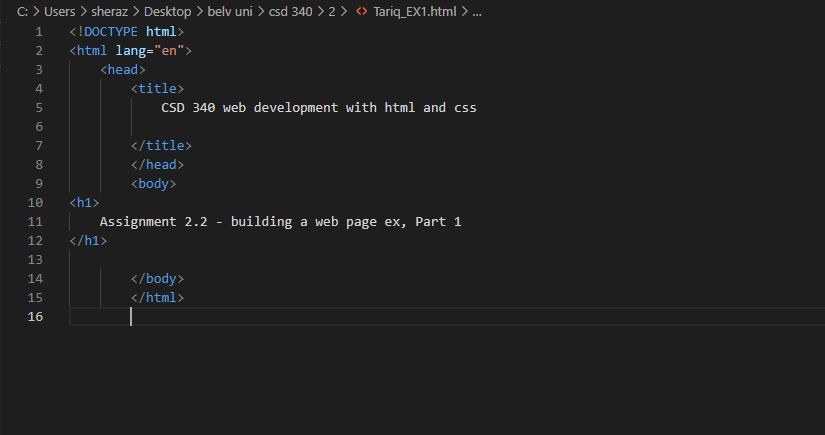 C: > Users > sheraz > Desktop > belv uni > csd 340 > 2 > <> Tariq_EX1.html > ...
1 <!DOCTYPE html>
2 <html lang="en">
3     <head>
4         <title>
5             CSD 340 web development with html and css
6
7         </title>
8         </head>
9         <body>
10 <h1>
11     Assignment 2.2 - building a web page ex, Part 1
12 </h1>
13
14         </body>
15         </html>
16